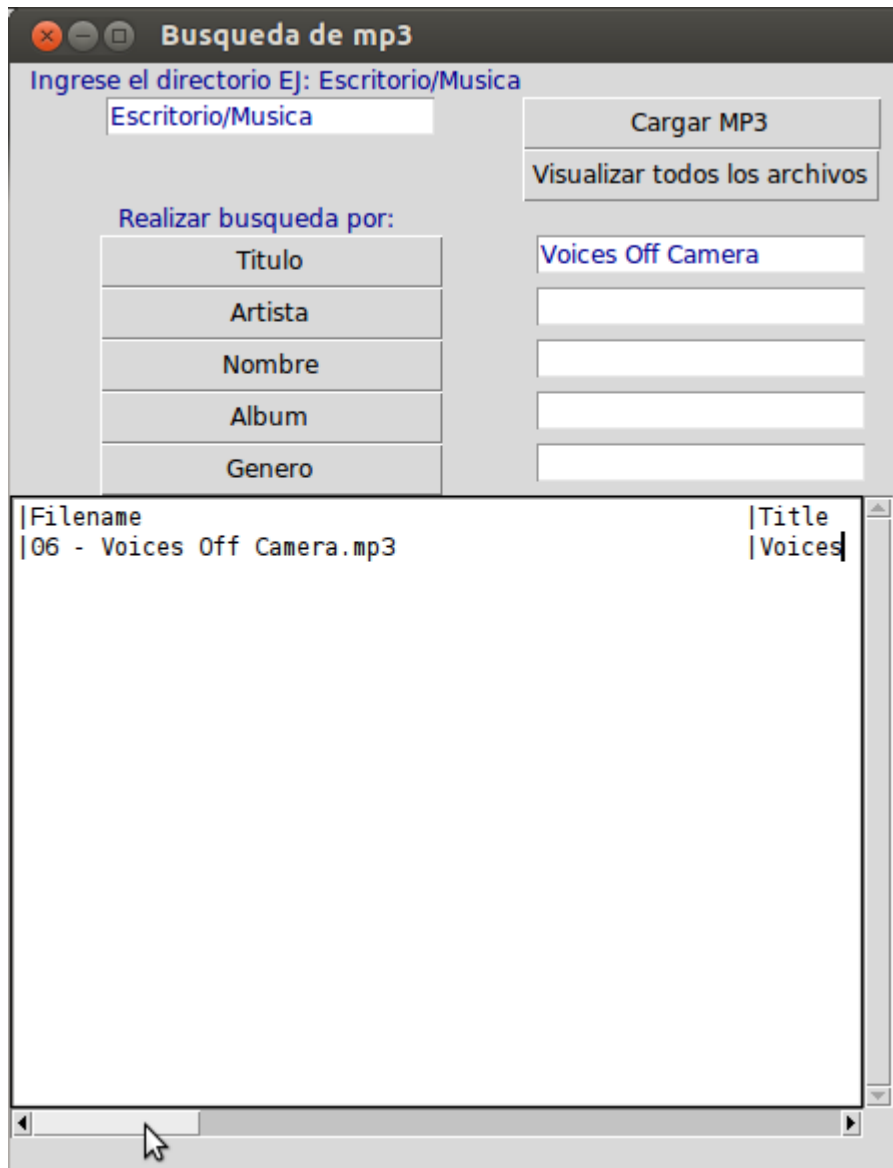 Busqueda de mp3
Ingrese el directorio EJ: Escritorio/Musica
Escritorio/Musica
Cargar MP3
Visualizar todos los archivos
Realizar busqueda por:
Titulo
Voices Off Camera
Artista
Nombre
Album
Genero
|Filename |Title
|06 - Voices Off Camera.mp3 |Voices